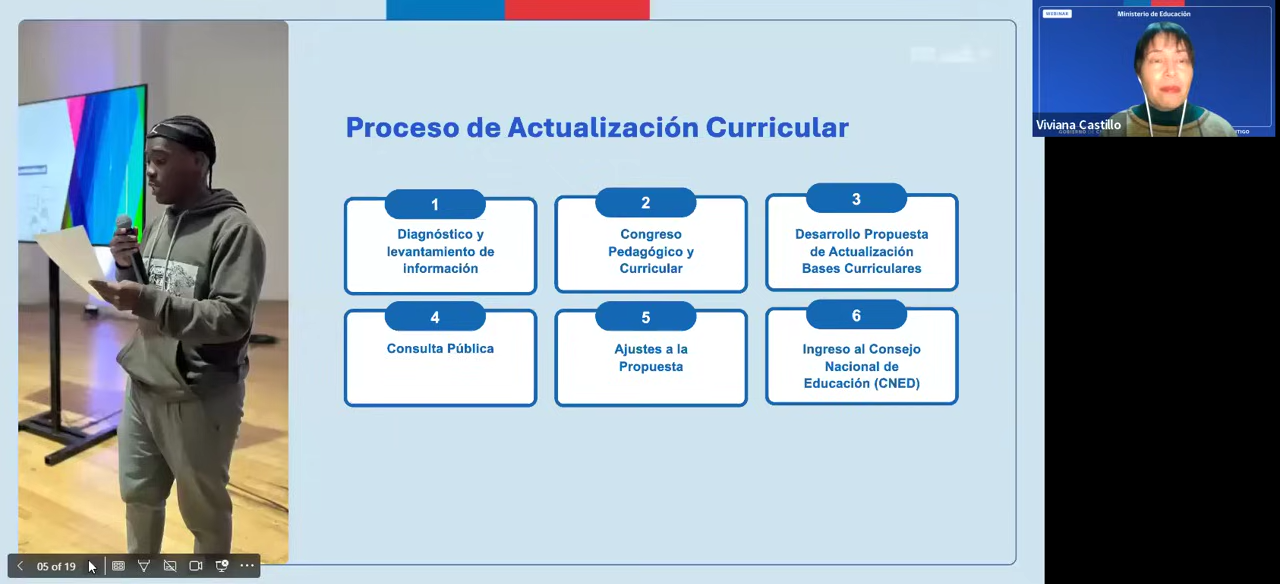 Proceso de Actualización Curricular
1
Diagnóstico y
levantamiento de
información
2
Congreso
Pedagógico y
Curricular
3
Desarrollo Propuesta
de Actualización
Bases Curriculares
4
Consulta Pública
5
Ajustes a la
Propuesta
6
Ingreso al Consejo
Nacional de
Educación (CNED)
WEBINAR
Ministerio de Educación
Viviana Castillo
05 of 19